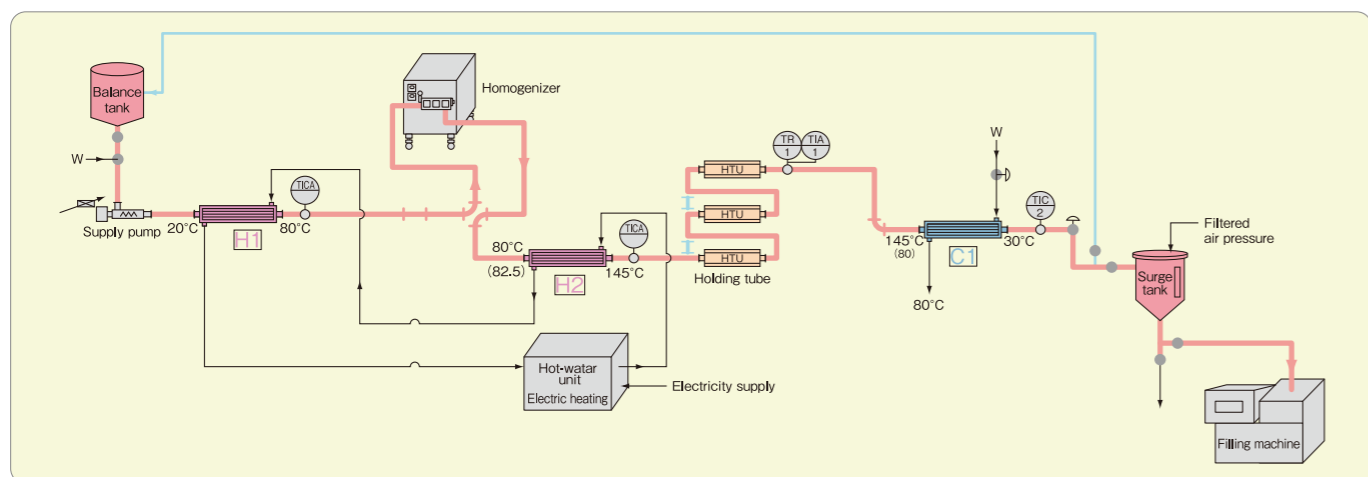 Balance
tank
W
Supply pump
20°C
H1
80°C
TICA
Homogenizer
80°C
(82.5)
H2
145°C
TICA
HTU
HTU
HTU
Holding tube
TR
1
TIA
1
Hot-watar
unit
Electric heating
Electricity supply
W
145°C
(80)
C1
30°C
80°C
TIC
2
Filtered
air pressure
Surge
tank
Filling machine